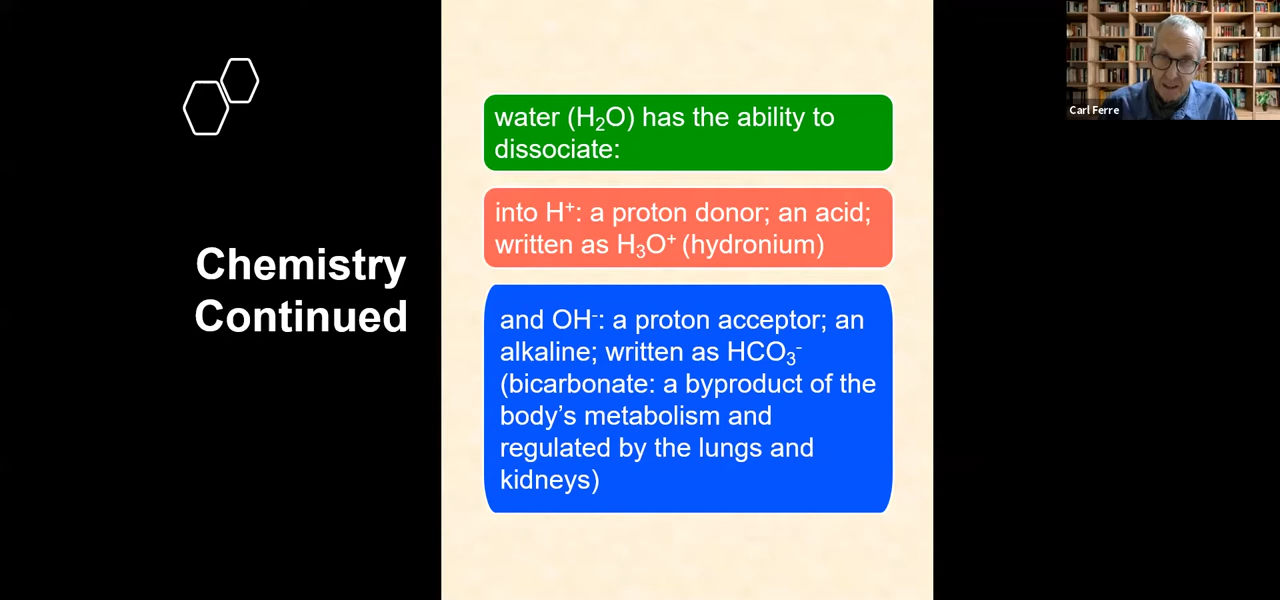 Chemistry
Continued
water (H₂O) has the ability to
dissociate:
into H⁺: a proton donor; an acid;
written as H₃O⁺ (hydronium)
and OH⁻: a proton acceptor; an
alkaline; written as HCO₃⁻
(bicarbonate: a byproduct of the
body’s metabolism and
regulated by the lungs and
kidneys)
Carl Ferre